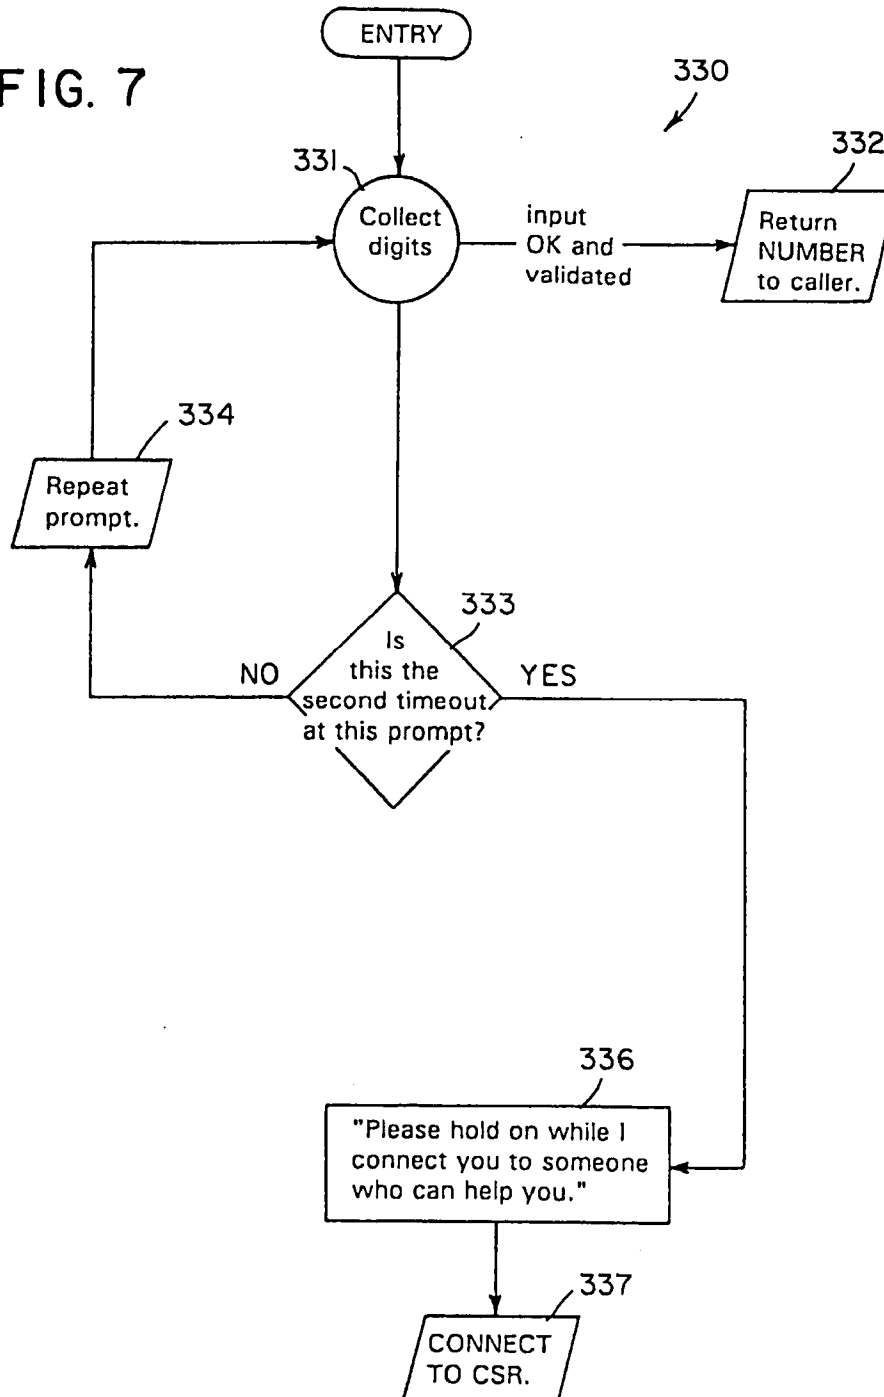 ENTRY
FIG. 7
330
332
331
Collect
digits
input
OK and
validated
Return
NUMBER
to caller.
334
Repeat
prompt.
333
Is
this the
second timeout
at this prompt?
NO
YES
336
"Please hold on while I
connect you to someone
who can help you."
337
CONNECT
TO CSR.